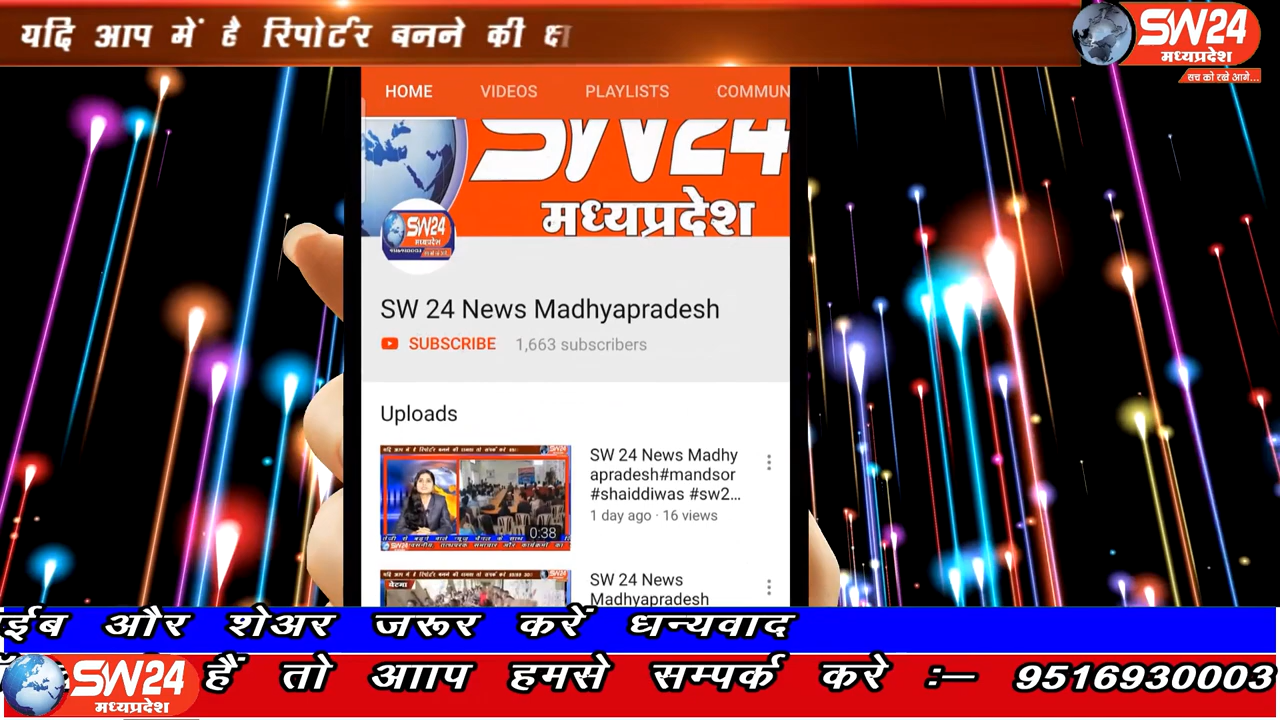 यदि आप में है रिपोर्टर बनने की क्ष
SW24
मध्यप्रदेश
सच को रखे आगे...
HOME VIDEOS PLAYLISTS COMMUN
SW24
मध्यप्रदेश
SW24
SW 24 News Madhyapradesh
SUBSCRIBE 1,663 subscribers
Uploads
SW 24 News Madhy
apradesh#mandsor
#shaiddiwas #sw2...
1 day ago · 16 views
0:38
SW 24 News
Madhyapradesh
ईब और शेअर जरूर करें धन्यवाद
हैं तो आाप हमसे सम्पर्क करे :- 9516930003
SW24
मध्यप्रदेश